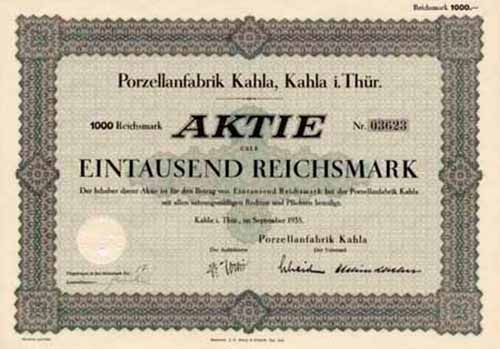 Reichsmark 1000.—
Porzellanfabrik Kahla, Kahla i. Thür.
1000 Reichsmark AKTIE Nr. 03623
ÜBER
EINTAUSEND REICHSMARK
Der Inhaber dieser Aktie ist für den Betrag von Eintausend Reichsmark bei der Porzellanfabrik Kahla
mit allen satzungsmäßigen Rechten und Pflichten beteiligt.
Kahla i. Thür., im September 1935.
Porzellanfabrik Kahla
Der Aufsichtsrat Der Vorstand